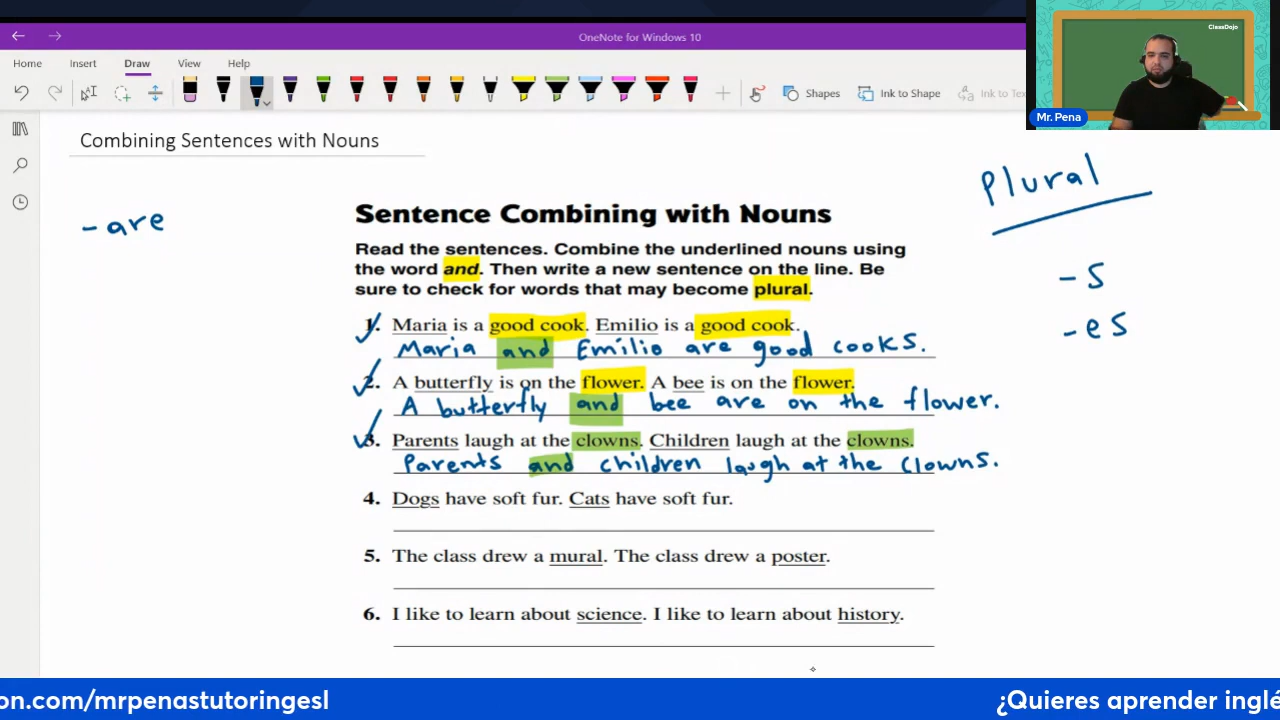 OneNote for Windows 10
ClassDojo
Mr. Pena
Home Insert Draw View Help
Shapes Ink to Shape Ink to Tex
Combining Sentences with Nouns
Plural
- are
- s
- es
Sentence Combining with Nouns
Read the sentences. Combine the underlined nouns using
the word and. Then write a new sentence on the line. Be
sure to check for words that may become plural.
1. Maria is a good cook. Emilio is a good cook.
Maria and Emilio are good cooks.
2. A butterfly is on the flower. A bee is on the flower.
A butterfly and bee are on the flower.
3. Parents laugh at the clowns. Children laugh at the clowns.
Parents and children laugh at the clowns.
4. Dogs have soft fur. Cats have soft fur.
5. The class drew a mural. The class drew a poster.
6. I like to learn about science. I like to learn about history.
on.com/mrpenastutoringesl ¿Quieres aprender inglé